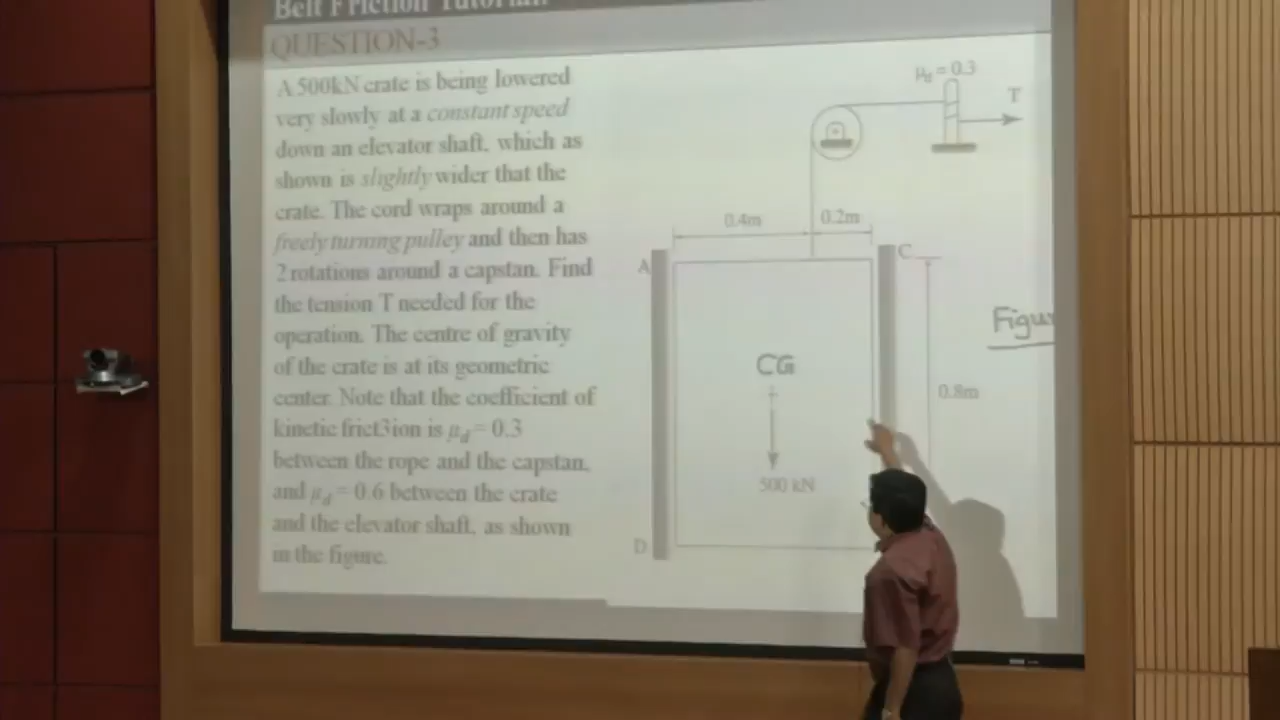 Belt Friction Tutorial:
QUESTION-3
A 500kN crate is being lowered
very slowly at a constant speed
down an elevator shaft, which as
shown is slightly wider that the
crate. The cord wraps around a
freely turning pulley and then has
2 rotations around a capstan. Find
the tension T needed for the
operation. The centre of gravity
of the crate is at its geometric
center. Note that the coefficient of
kinetic frict3ion is μd = 0.3
between the rope and the capstan,
and μd = 0.6 between the crate
and the elevator shaft, as shown
in the figure.
μd = 0.3
T
0.4m
0.2m
A
C
Figur
CG
0.8m
500 kN
D